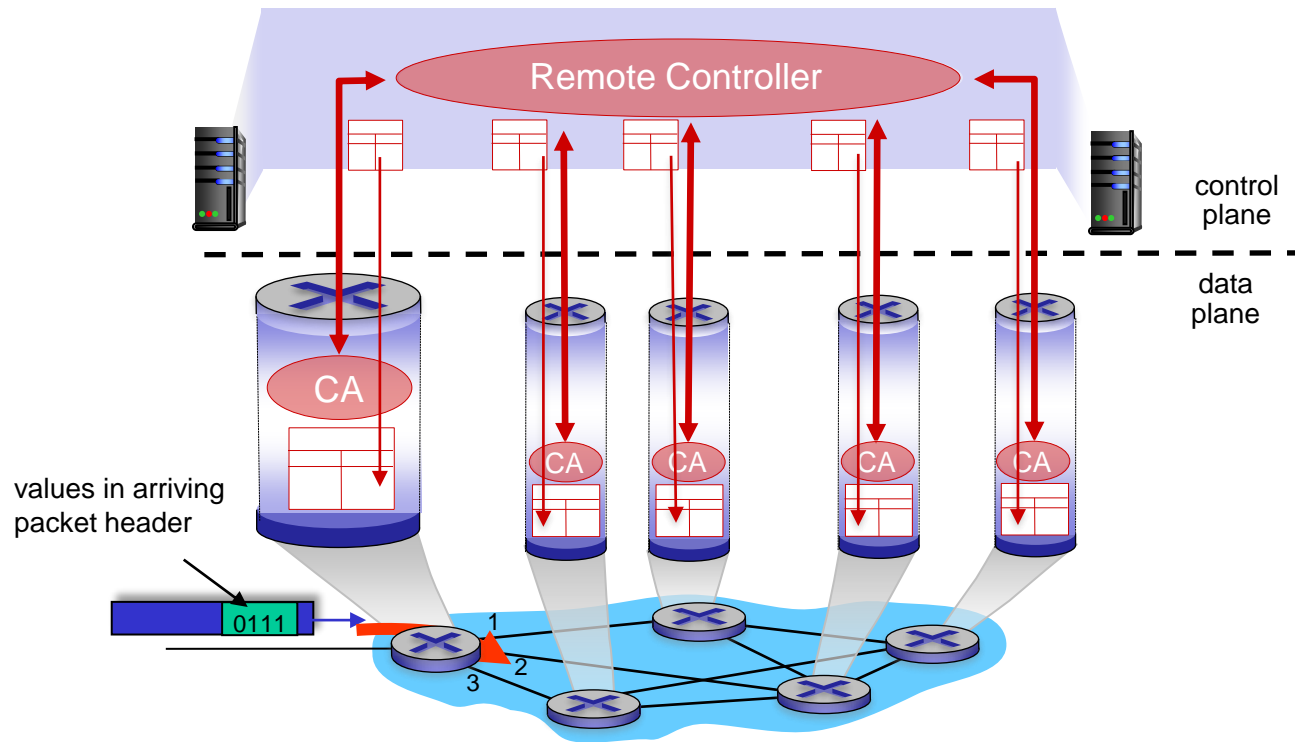 Remote Controller
control
plane
data
plane
CA
CA
CA
CA
CA
values in arriving
packet header
0111
1
2
3